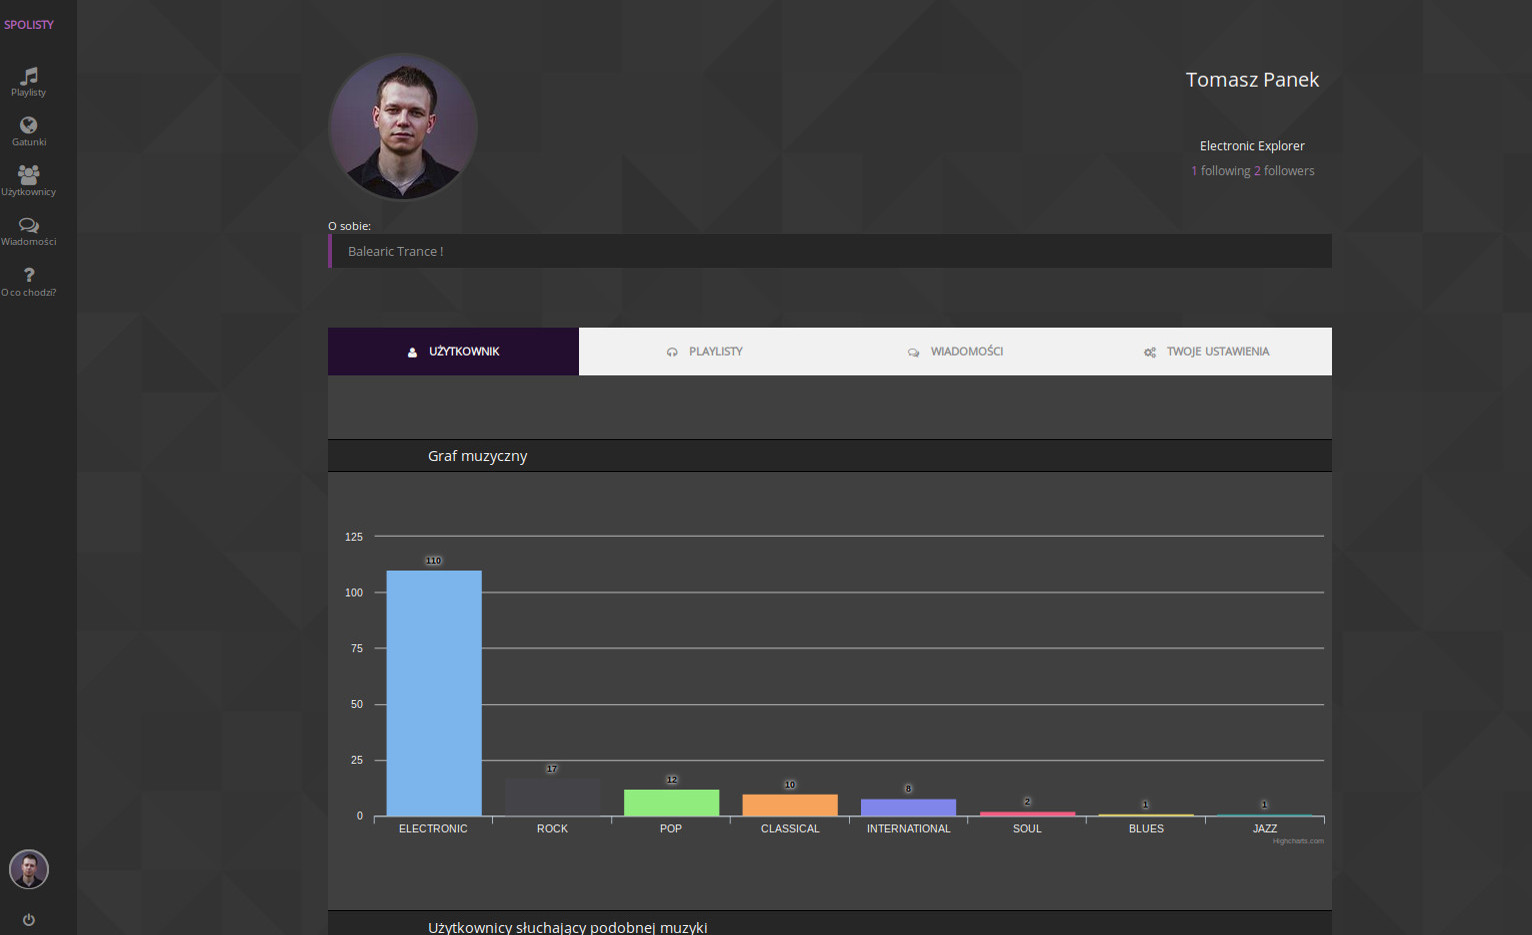 SPOLISTY
Playlisty
Gatunki
Użytkownicy
Wiadomości
O co chodzi?
Tomasz Panek
Electronic Explorer
1 following 2 followers
O sobie:
Balearic Trance !
UŻYTKOWNIK
PLAYLISTY
WIADOMOŚCI
TWOJE USTAWIENIA
Graf muzyczny
125
100
75
50
25
0
110
17
12
10
8
2
1
1
ELECTRONIC
ROCK
POP
CLASSICAL
INTERNATIONAL
SOUL
BLUES
JAZZ
Highcharts.com
Użytkownicy słuchający podobnej muzyki